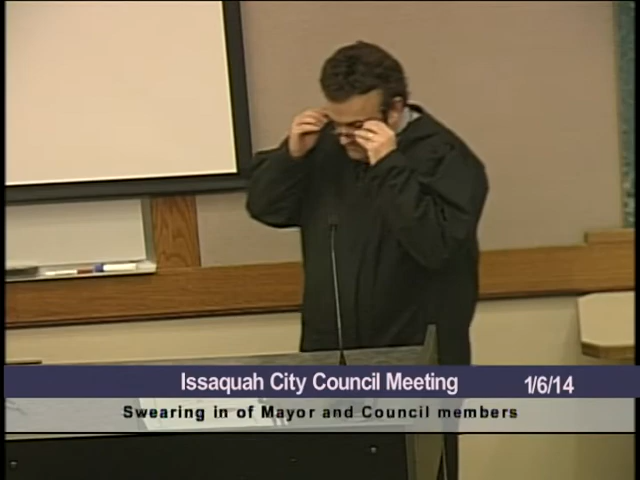 Issaquah City Council Meeting 1/6/14
Swearing in of Mayor and Council members